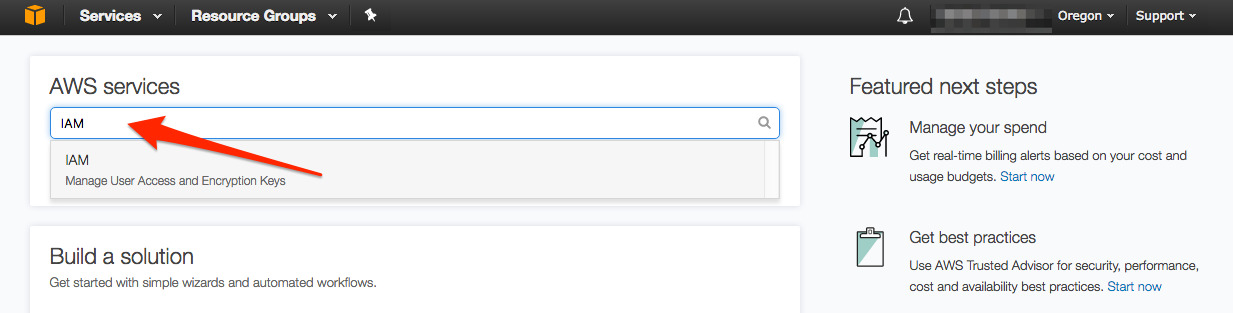 Services Resource Groups Oregon Support
AWS services
IAM
IAM
Manage User Access and Encryption Keys
Build a solution
Get started with simple wizards and automated workflows.
Featured next steps
Manage your spend
Get real-time billing alerts based on your cost and
usage budgets. Start now
Get best practices
Use AWS Trusted Advisor for security, performance,
cost and availability best practices. Start now